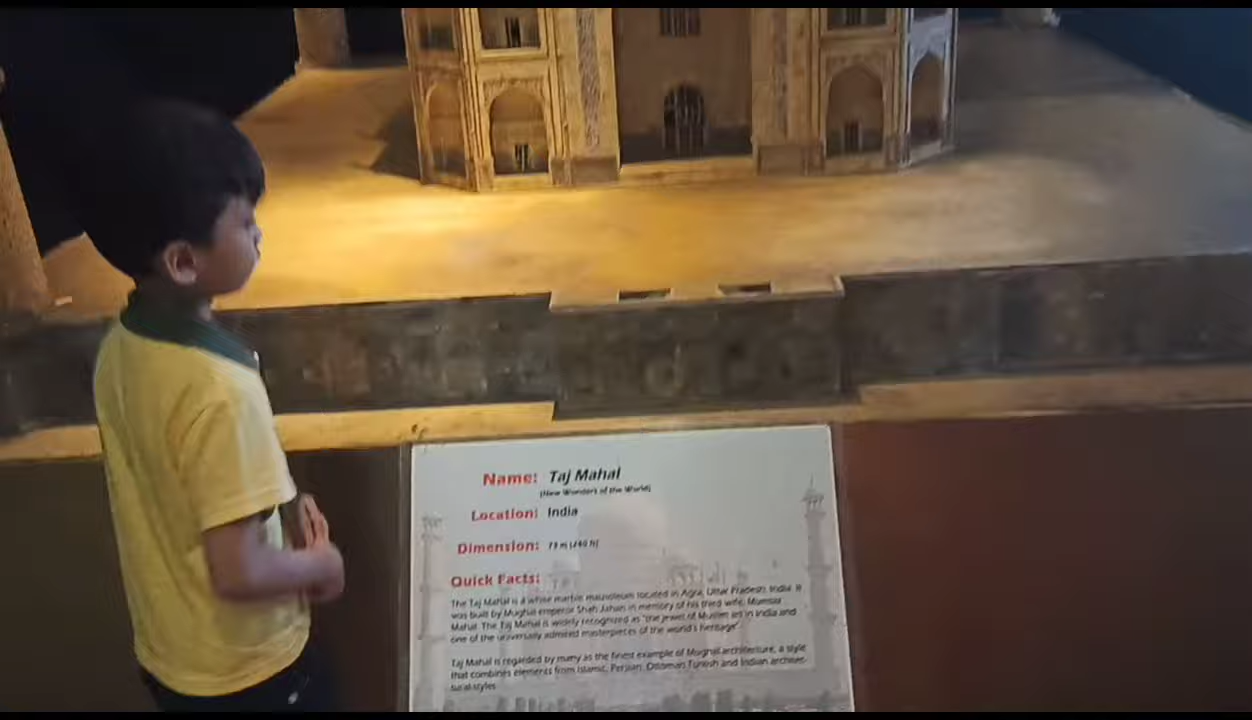 Name: Taj Mahal
(New Wonders of the World)
Location: India
Dimension: 73 m (240 ft)
Quick Facts:
The Taj Mahal is a white marble mausoleum located in Agra, Uttar Pradesh, India. It
was built by Mughal emperor Shah Jahan in memory of his third wife, Mumtaz
Mahal. The Taj Mahal is widely recognized as "the jewel of Muslim art in India and
one of the universally admired masterpieces of the world's heritage".
Taj Mahal is regarded by many as the finest example of Mughal architecture, a style
that combines elements from Islamic, Persian, Ottoman Turkish and Indian architec-
tural styles